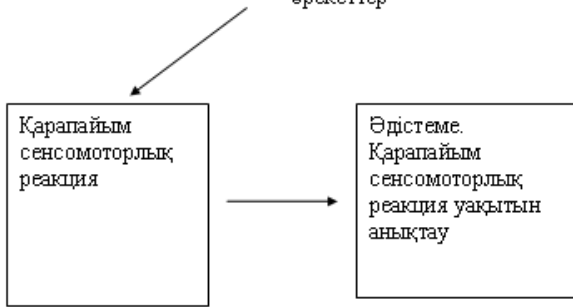 әрекеттер
Қарапайым
сенсомоторлық
реакция
Әдістеме.
Қарапайым
сенсомоторлық
реакция уақытын
анықтау